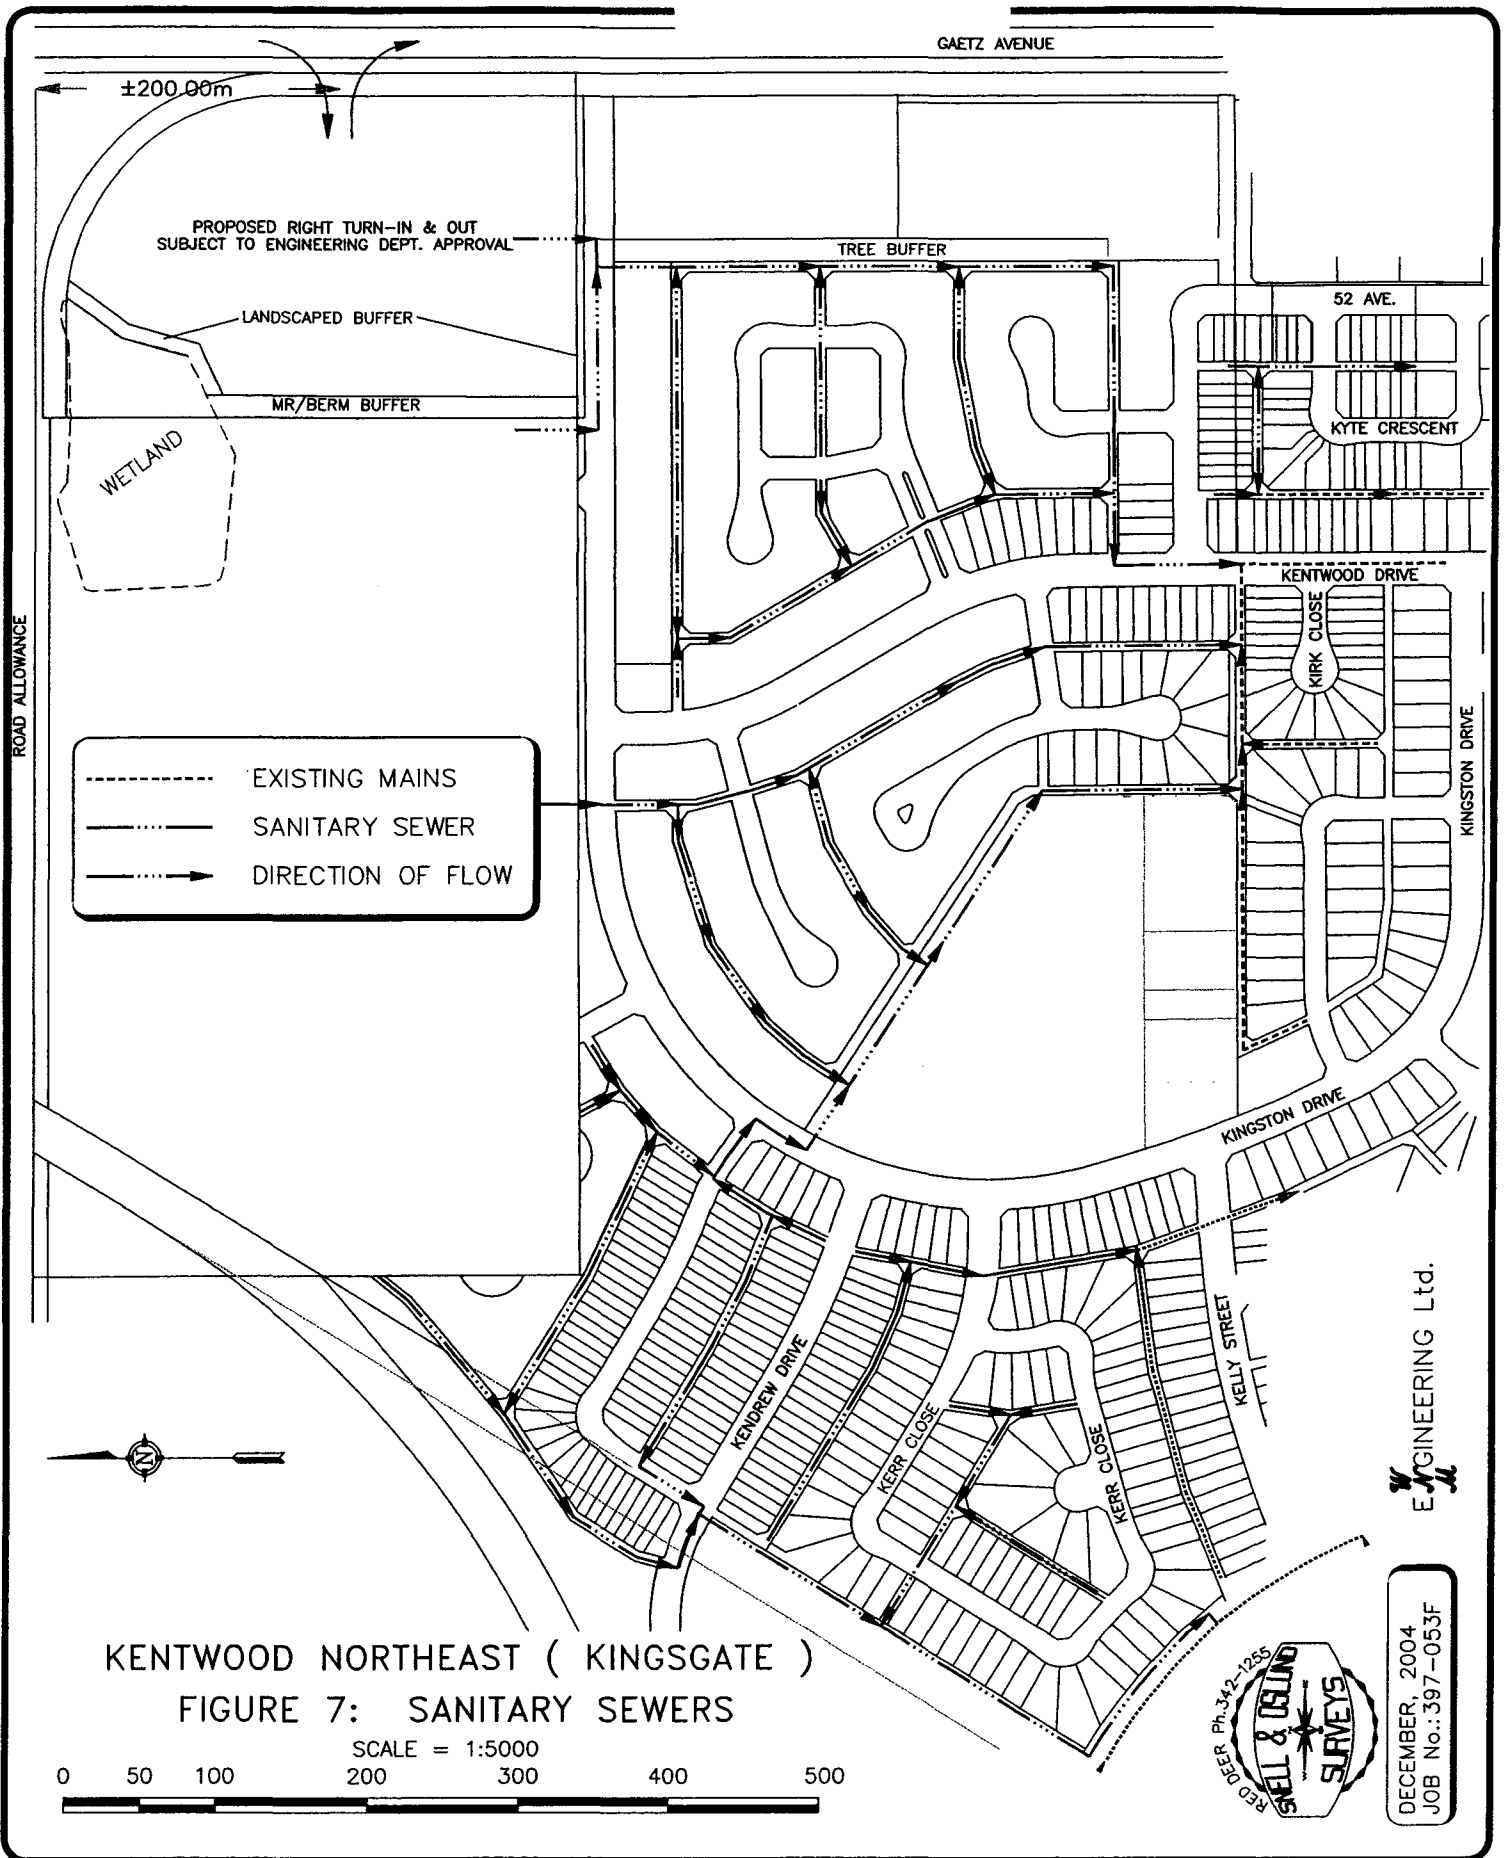 GAETZ AVENUE
±200.00m
PROPOSED RIGHT TURN-IN & OUT
SUBJECT TO ENGINEERING DEPT. APPROVAL
TREE BUFFER
LANDSCAPED BUFFER
52 AVE.
MR/BERM BUFFER
KYTE CRESCENT
WETLAND
KENTWOOD DRIVE
KIRK CLOSE
ROAD ALLOWANCE
KINGSTON DRIVE
EXISTING MAINS
SANITARY SEWER
DIRECTION OF FLOW
KINGSTON DRIVE
KELLY STREET
KENDREW DRIVE
KERR CLOSE
KERR CLOSE
N
ENGINEERING Ltd.
KENTWOOD NORTHEAST ( KINGSGATE )
FIGURE 7: SANITARY SEWERS
SCALE = 1:5000
0 50 100 200 300 400 500
RED DEER Ph.342-1255
SNELL & OSLUND
SURVEYS
DECEMBER, 2004
JOB No.: 397-053F